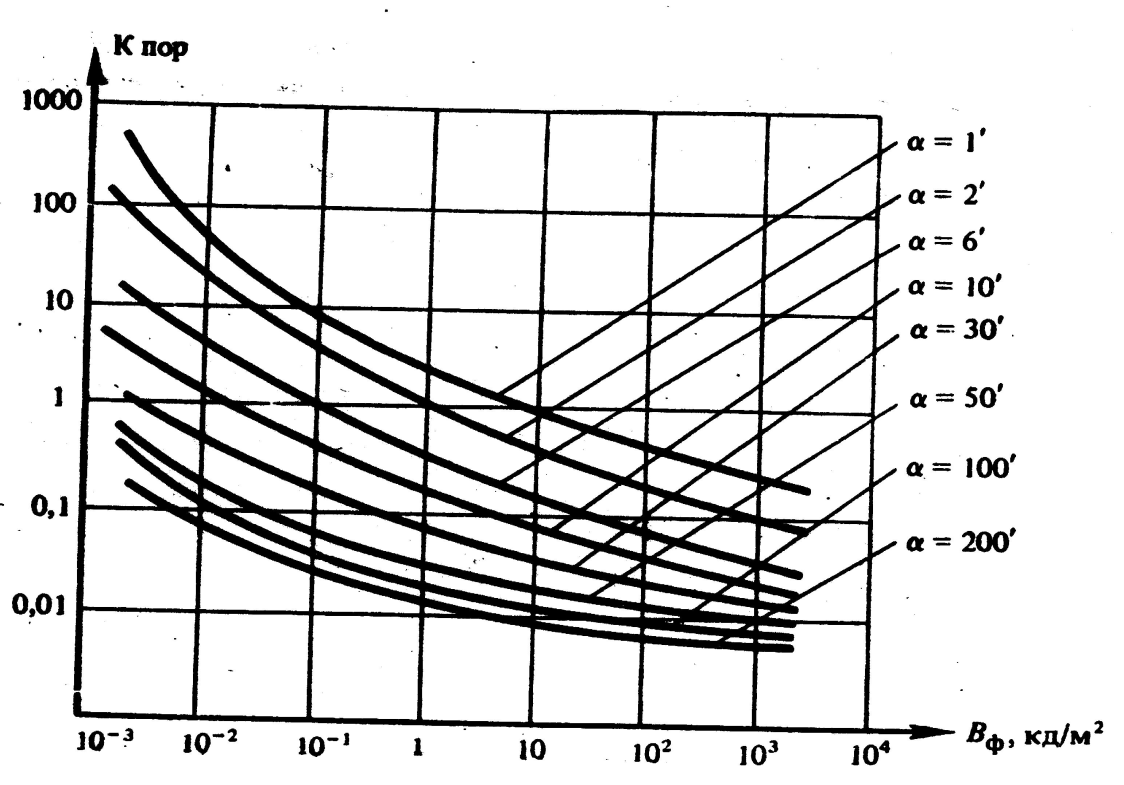 К пор
1000
100
10
1
0,1
0,01
α = 1′
α = 2′
α = 6′
α = 10′
α = 30′
α = 50′
α = 100′
α = 200′
10⁻³ 10⁻² 10⁻¹ 1 10 10² 10³ 10⁴ Bф, кд/м²